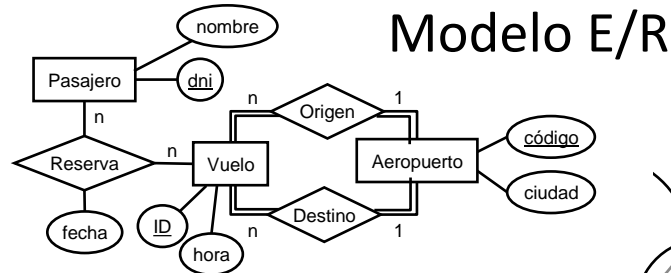 Modelo E/R
nombre
Pasajero
dni
n
Reserva
n
fecha
Vuelo
ID
hora
n
Origen
1
Aeropuerto
código
ciudad
n
Destino
1